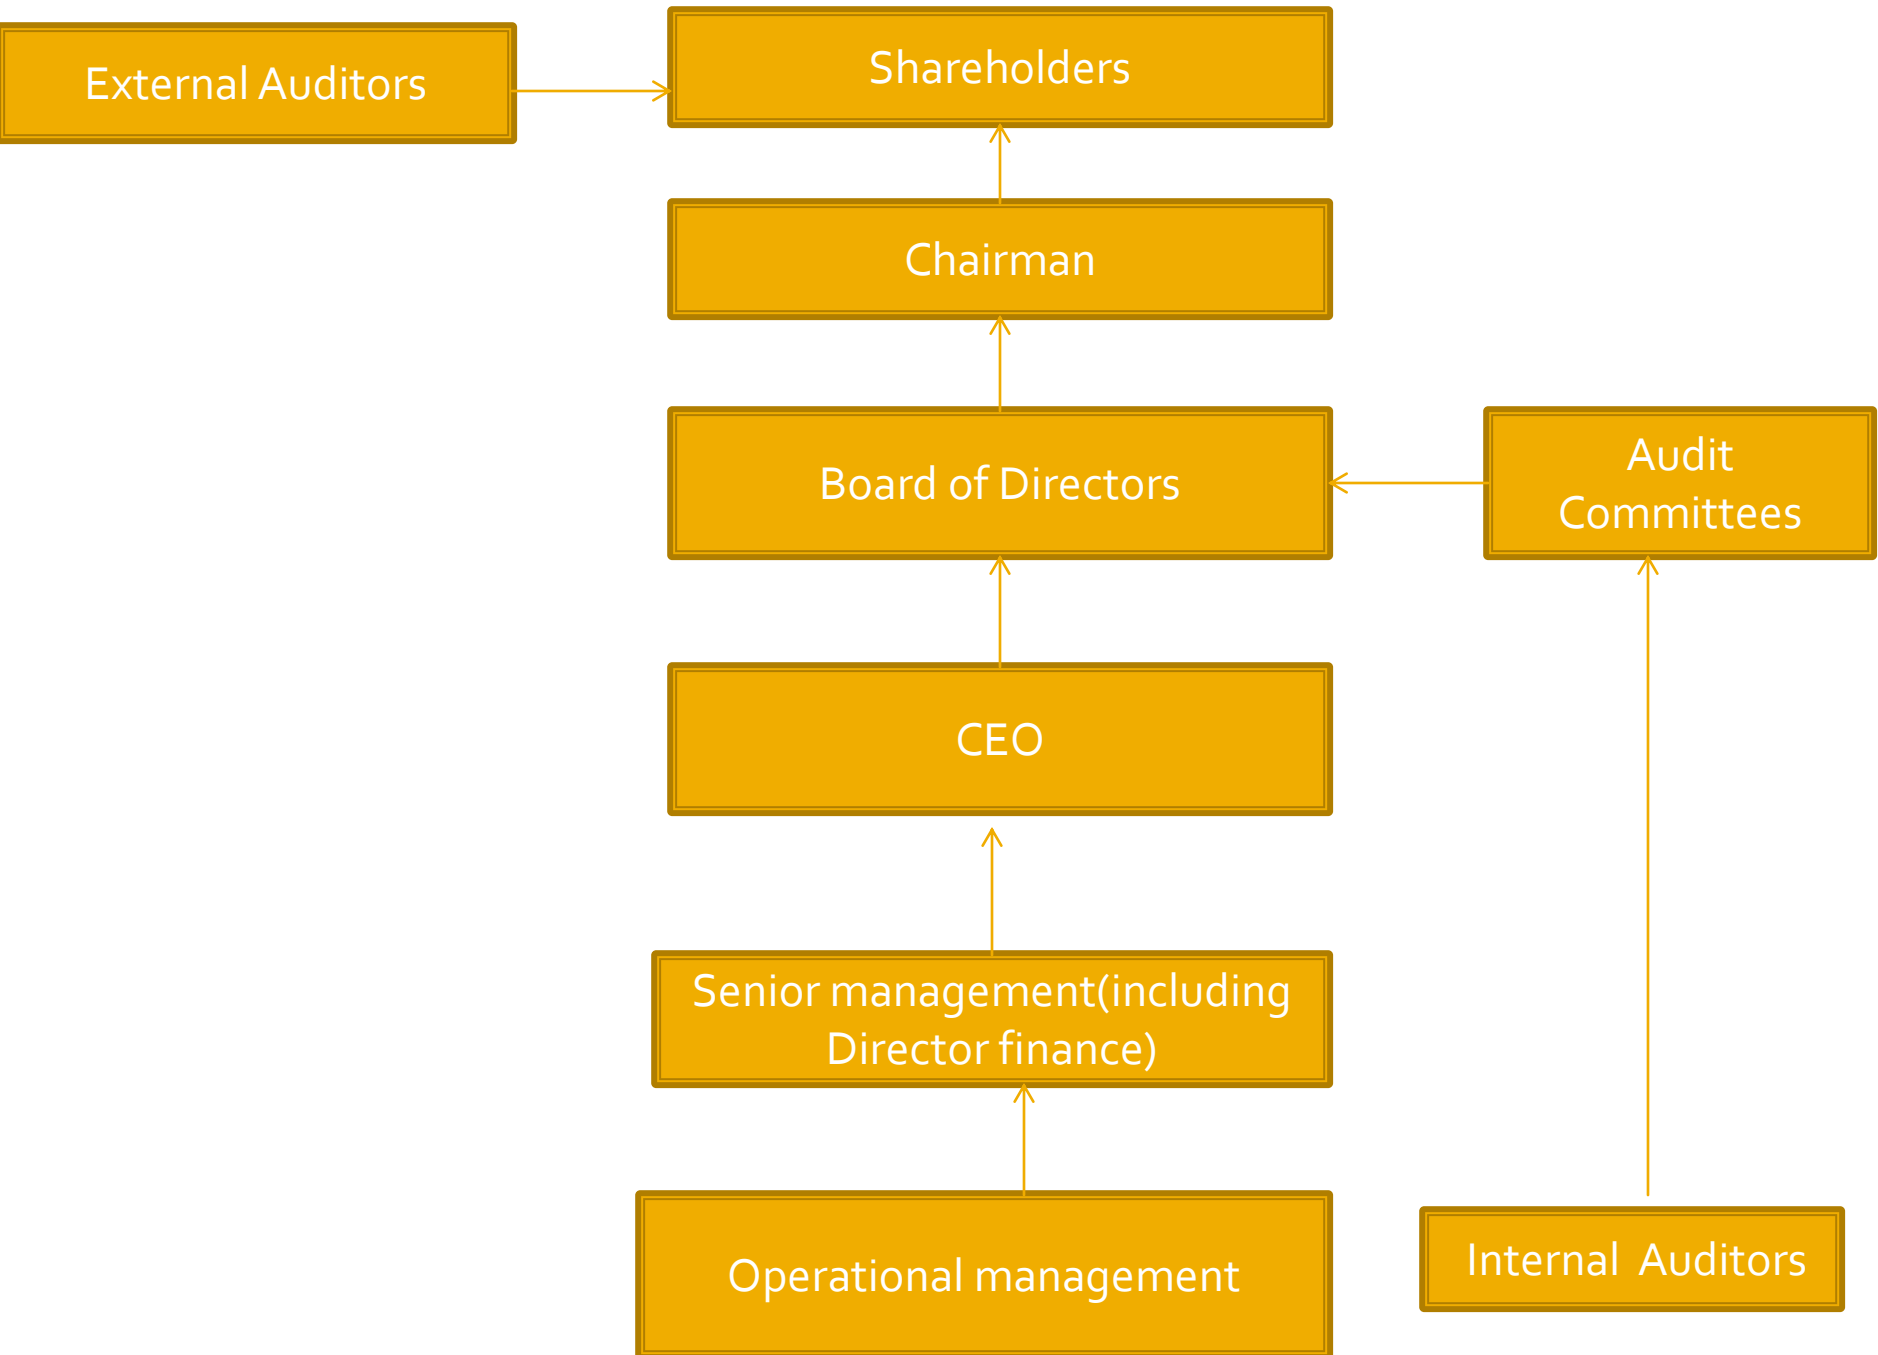 External Auditors
Shareholders
Chairman
Board of Directors
Audit
Committees
CEO
Senior management(including
Director finance)
Operational management
Internal  Auditors